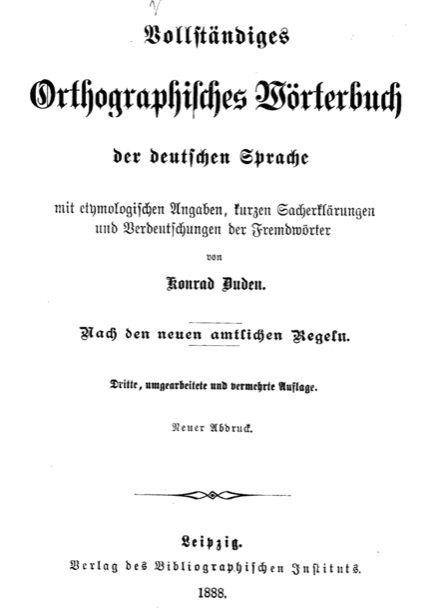 Vollſtändiges
Orthographiſches Wörterbuch
der deutſchen Sprache
mit etymologiſchen Angaben, kurzen Sacherklärungen
und Verdeutſchungen der Fremdwörter
von
Konrad Duden.
Nach den neuen amtlichen Regeln.
Dritte, umgearbeitete und vermehrte Auflage.
Neuer Abdruck.
Leipzig.
Verlag des Bibliographiſchen Inſtituts.
1888.